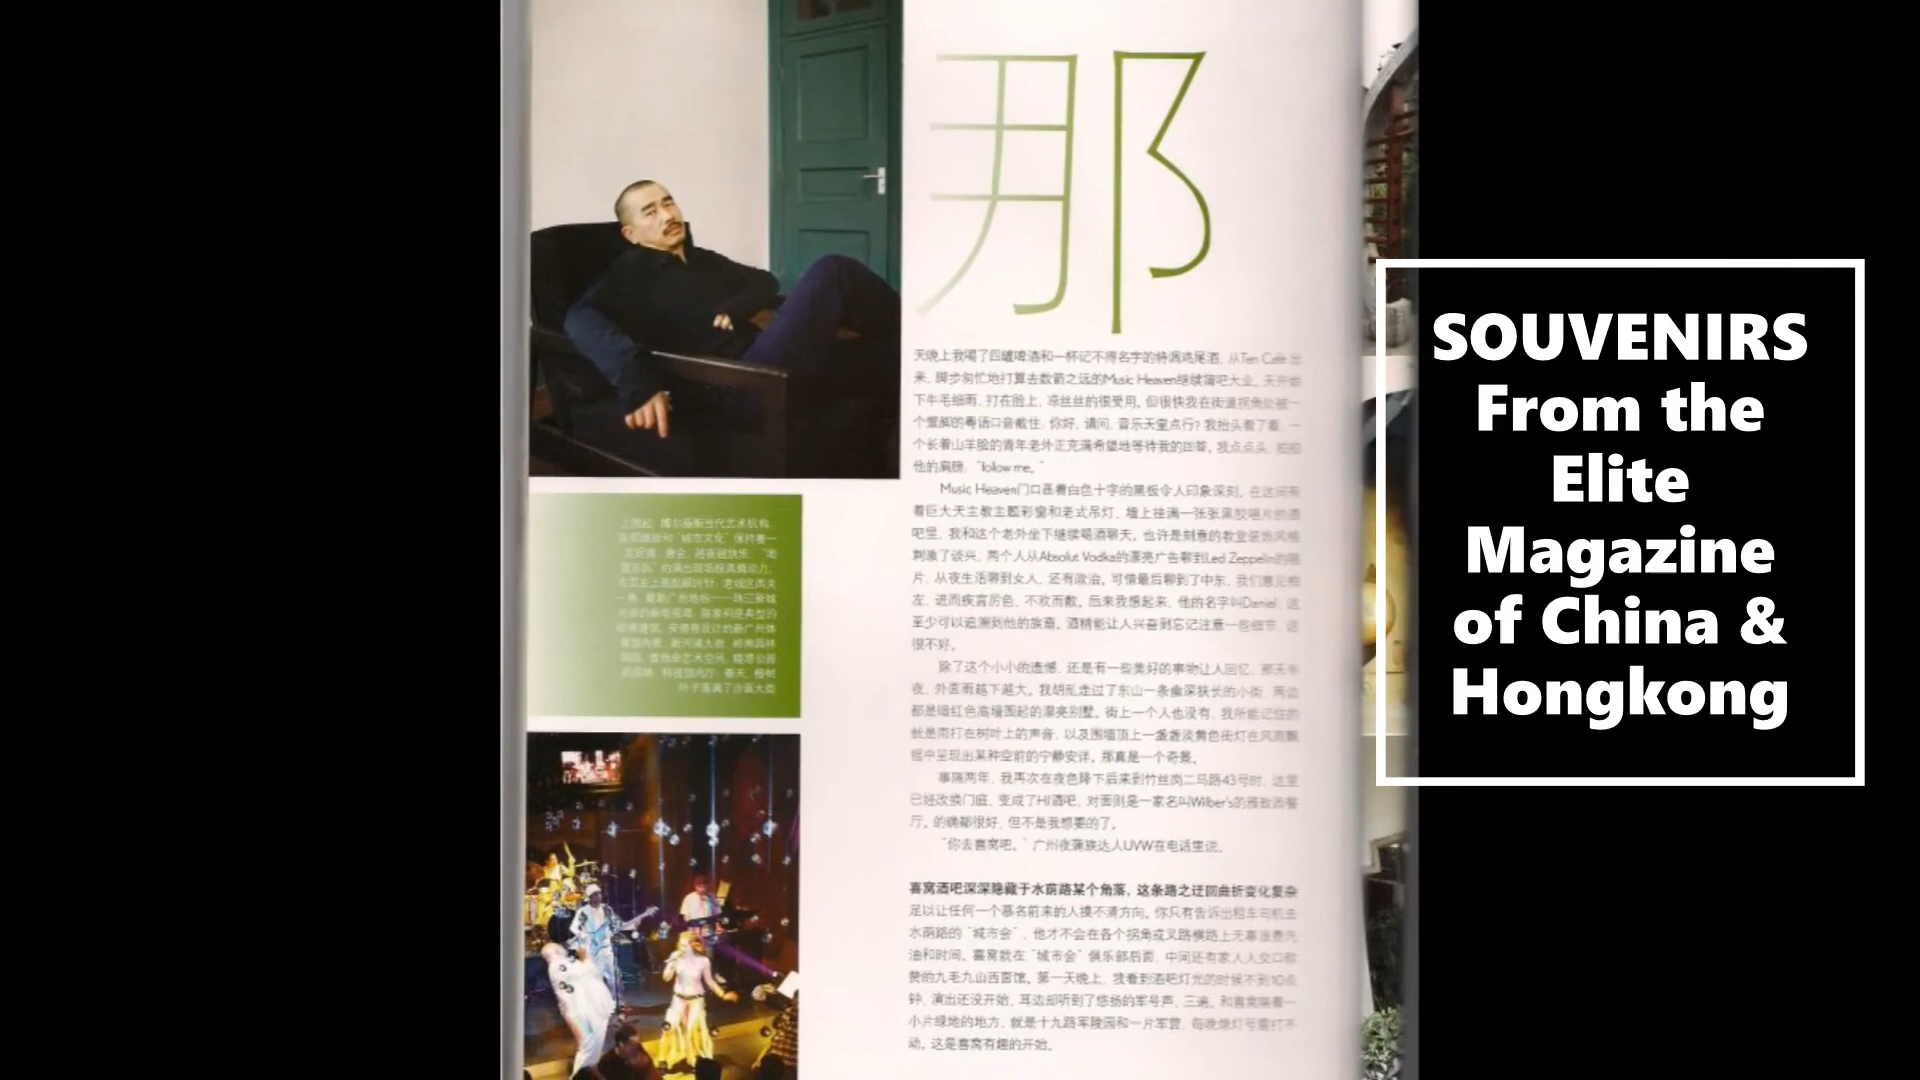 那
天晚上我喝了四罐啤酒和一杯记不得名字的特调鸡尾酒，从Ten Café 出
来，脚步匆忙地打算去数箭之远的Music Heaven继续蒲吧大业。天开始
下牛毛细雨，打在脸上，凉丝丝的很受用。但很快我在街道拐角处被一
个蹩脚的粤语口音截住：你好，请问，音乐天堂点行？我抬头看了看，一
个长着山羊脸的青年老外正充满希望地等待我的回答。我点点头，拍拍
他的肩膀：“follow me。”
Music Heaven门口画着白色十字的黑板令人印象深刻。在这间有
着巨大天主教主题彩窗和老式吊灯，墙上挂满一张张黑胶唱片的酒
吧里，我和这个老外坐下继续喝酒聊天。也许是刻意的教堂装饰风格
刺激了谈兴，两个人从Absolut Vodka的漂亮广告聊到Led Zeppelin的唱
片，从夜生活聊到女人，还有政治。可惜最后聊到了中东，我们意见相
左，进而疾言厉色，不欢而散。后来我想起来，他的名字叫Daniel，这
至少可以追溯到他的族裔。酒精能让人兴奋到忘记注意一些细节，这
很不好。
除了这个小小的遗憾，还是有一些美好的事物让人回忆。那天半
夜，外面雨越下越大。我胡乱走过了东山一条幽深狭长的小街，两边
都是暗红色高墙围起的漂亮别墅。街上一个人也没有，我所能记住的
就是雨打在树叶上的声音，以及围墙顶上一盏盏淡黄色街灯在风雨飘
摇中呈现出某种空前的宁静安详。那真是一个奇景。
事隔两年，我再次在夜色降下后来到竹丝岗二马路43号时，这里
已经改换门庭，变成了HI酒吧，对面则是一家名叫Wilber's的雅致西餐
厅。的确都很好，但不是我想要的了。
“你去喜窝吧。”广州夜蒲族达人UVW在电话里说。
喜窝酒吧深深隐藏于水荫路某个角落，这条路之迂回曲折变化复杂
足以让任何一个慕名前来的人摸不清方向。你只有告诉出租车司机去
水荫路的“城市会”，他才不会在各个拐角或叉路横路上无辜浪费汽
油和时间。喜窝就在“城市会”俱乐部后面，中间还有家人人交口称
赞的九毛九山西面馆。第一天晚上，我看到酒吧灯光的时候不到10点
钟，演出还没开始，耳边却听到了悠扬的军号声，三遍。和喜窝隔着一
小片绿地的地方，就是十九路军陵园和一片军营，每晚熄灯号雷打不
动。这是喜窝有趣的开始。
SOUVENIRS
From the
Elite
Magazine
of China &
Hongkong